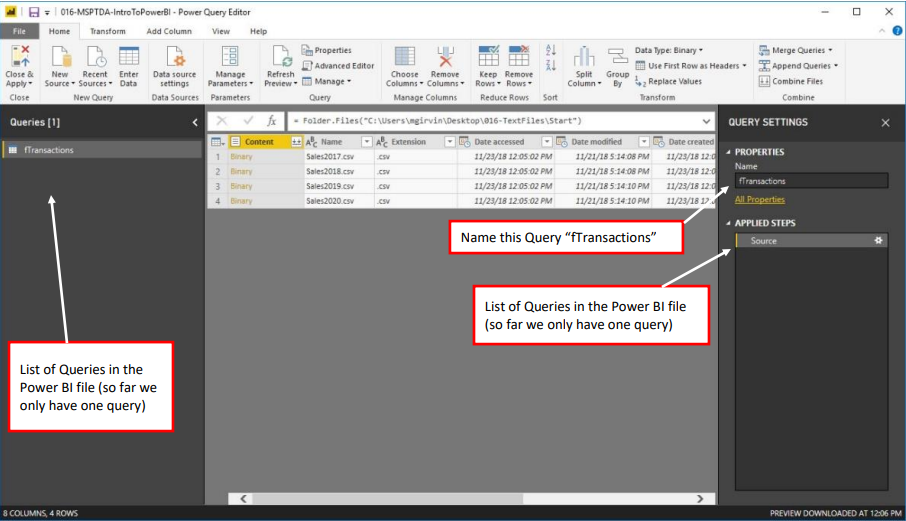 016-MSPTDA-IntroToPowerBI - Power Query Editor
File Home Transform Add Column View Help
Close & Apply
New Source
Recent Sources
Enter Data
Data source settings
Manage Parameters
Refresh Preview
Properties
Advanced Editor
Manage
Choose Columns
Remove Columns
Keep Rows
Remove Rows
Split Column
Group By
Data Type: Binary
Use First Row as Headers
Replace Values
Merge Queries
Append Queries
Combine Files
Close New Query Data Sources Parameters Query Manage Columns Reduce Rows Sort Transform Combine
Queries [1]
fTransactions
fx = Folder.Files("C:\Users\mgirvin\Desktop\016-TextFiles\Start")
Content Name Extension Date accessed Date modified Date created
1 Binary Sales2017.csv .csv 11/23/18 12:05:02 PM 11/21/18 5:14:08 PM 11/23/18 12:0
2 Binary Sales2018.csv .csv 11/23/18 12:05:02 PM 11/21/18 5:14:08 PM 11/23/18 12:0
3 Binary Sales2019.csv .csv 11/23/18 12:05:02 PM 11/21/18 5:14:10 PM 11/23/18 12:0
4 Binary Sales2020.csv .csv 11/23/18 12:05:02 PM 11/21/18 5:14:10 PM 11/23/18
QUERY SETTINGS
PROPERTIES
Name
fTransactions
All Properties
APPLIED STEPS
Source
Name this Query “fTransactions”
List of Queries in the Power BI file
(so far we only have one query)
List of Queries in the
Power BI file (so far we
only have one query)
8 COLUMNS, 4 ROWS
PREVIEW DOWNLOADED AT 12:06 PM